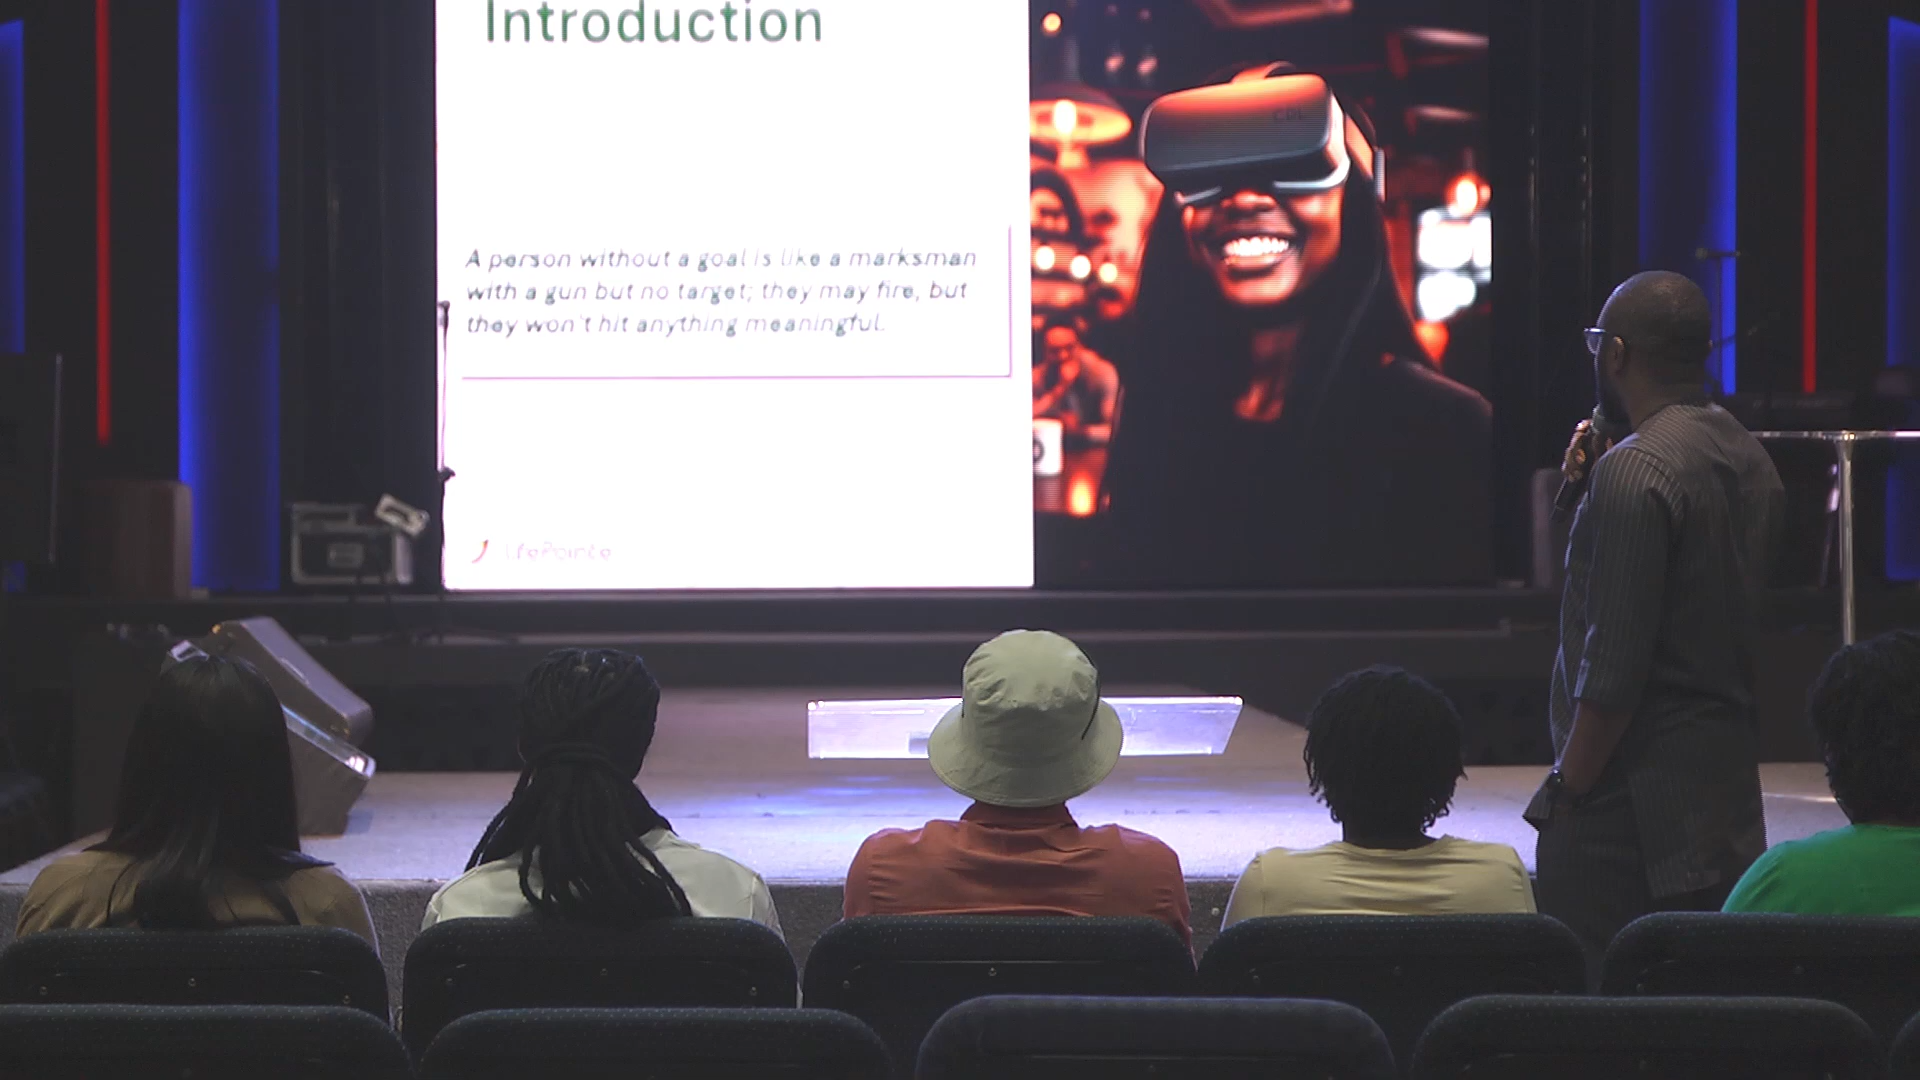 Introduction
A person without a goal is like a marksman
with a gun but no target; they may fire, but
they won't hit anything meaningful.
LifePointe